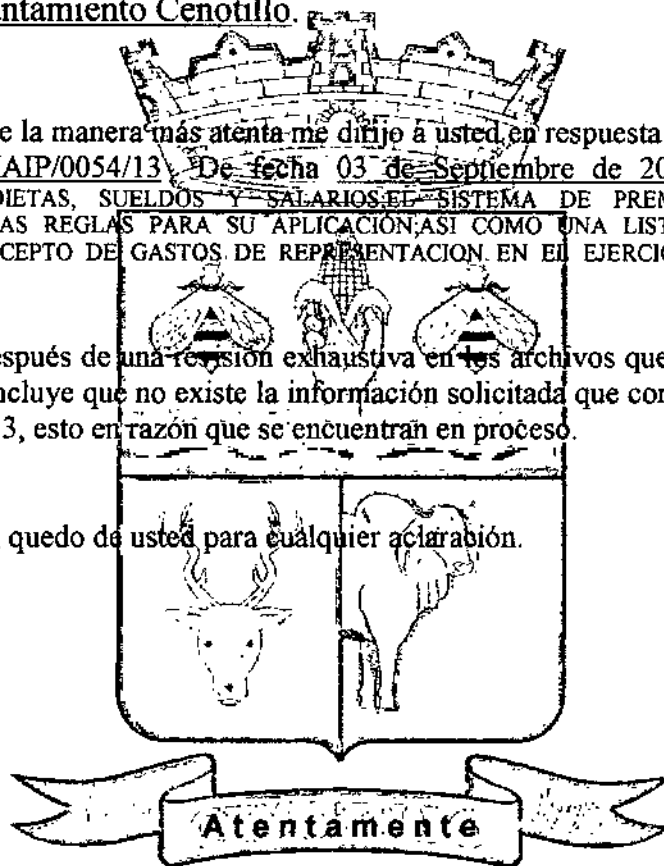 ntamiento Cenotillo.
e la manera más atenta me dirijo a usted en respuesta
AIP/0054/13 De fecha 03 de Septiembre de 20
DIETAS, SUELDOS Y SALARIOS;EL SISTEMA DE PREM
AS REGLAS PARA SU APLICACIÓN;ASI COMO UNA LIST
CEPTO DE GASTOS DE REPRESENTACION EN EL EJERCI
espués de una revisión exhaustiva en los archivos que
ncluye que no existe la información solicitada que co
3, esto en razón que se encuentran en proceso.
quedo de usted para cualquier aclaración.
Atentamente